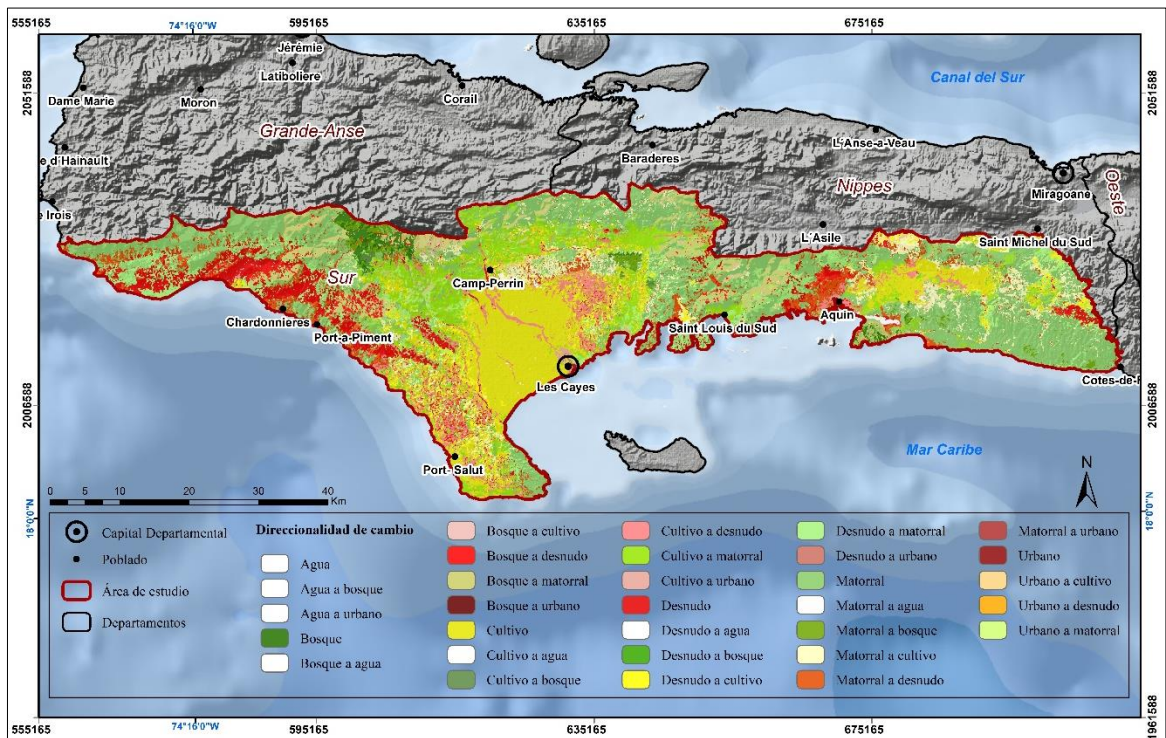 555165
595165
635165
675165
74°16'0"W
Jérémie
Latiboliere
Canal del Sur
2051588
2051588
Dame Marie
Moron
Corail
Grande-Anse
L'Anse-a-Veau
e d'Hainault
Baraderes
Nippes
Miragoane
Oeste
e Irois
L'Asile
Saint Michel du Sud
Sur
Camp-Perrin
Chardonnieres
Saint Louis du Sud
Aquin
Port-a-Piment
Les Cayes
Cotes-de-F
2006588
2006588
Mar Caribe
Port- Salut
N
0 5 10 20 30 40
Km
18°0'0"N
18°0'0"N
Capital Departamental
Poblado
Área de estudio
Departamentos
Direccionalidad de cambio
Agua
Agua a bosque
Agua a urbano
Bosque
Bosque a agua
Bosque a cultivo
Bosque a desnudo
Bosque a matorral
Bosque a urbano
Cultivo
Cultivo a agua
Cultivo a bosque
Cultivo a desnudo
Cultivo a matorral
Cultivo a urbano
Desnudo
Desnudo a agua
Desnudo a bosque
Desnudo a cultivo
Desnudo a matorral
Desnudo a urbano
Matorral
Matorral a agua
Matorral a bosque
Matorral a cultivo
Matorral a desnudo
Matorral a urbano
Urbano
Urbano a cultivo
Urbano a desnudo
Urbano a matorral
1961588
555165
74°16'0"W
595165
635165
675165